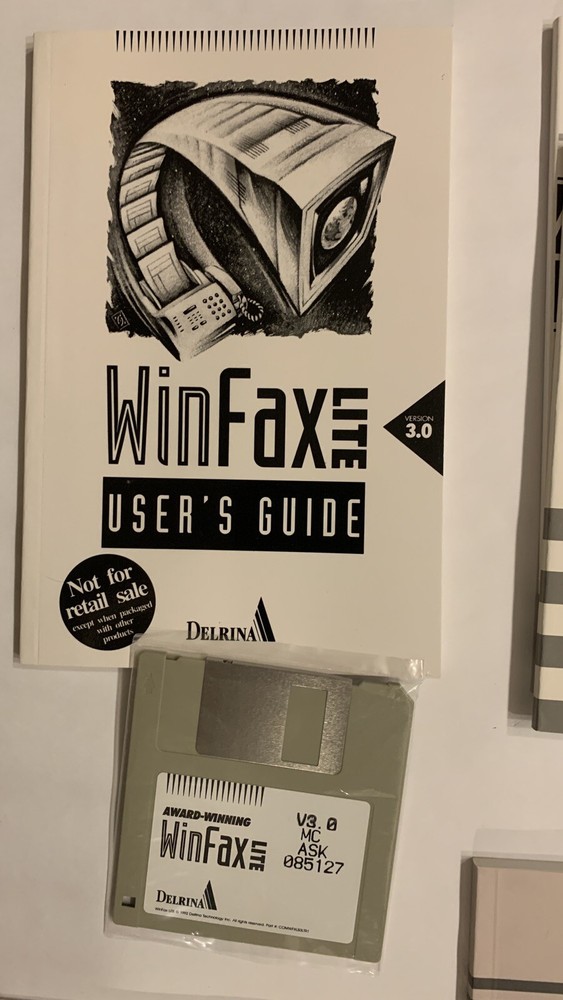 WinFax LITE
VERSION
3.0
USER'S GUIDE
Not for
retail sale
except when packaged
with other
products
DELRINA
AWARD-WINNING
WinFax LITE
V3.0
MC
ASK
085127
DELRINA